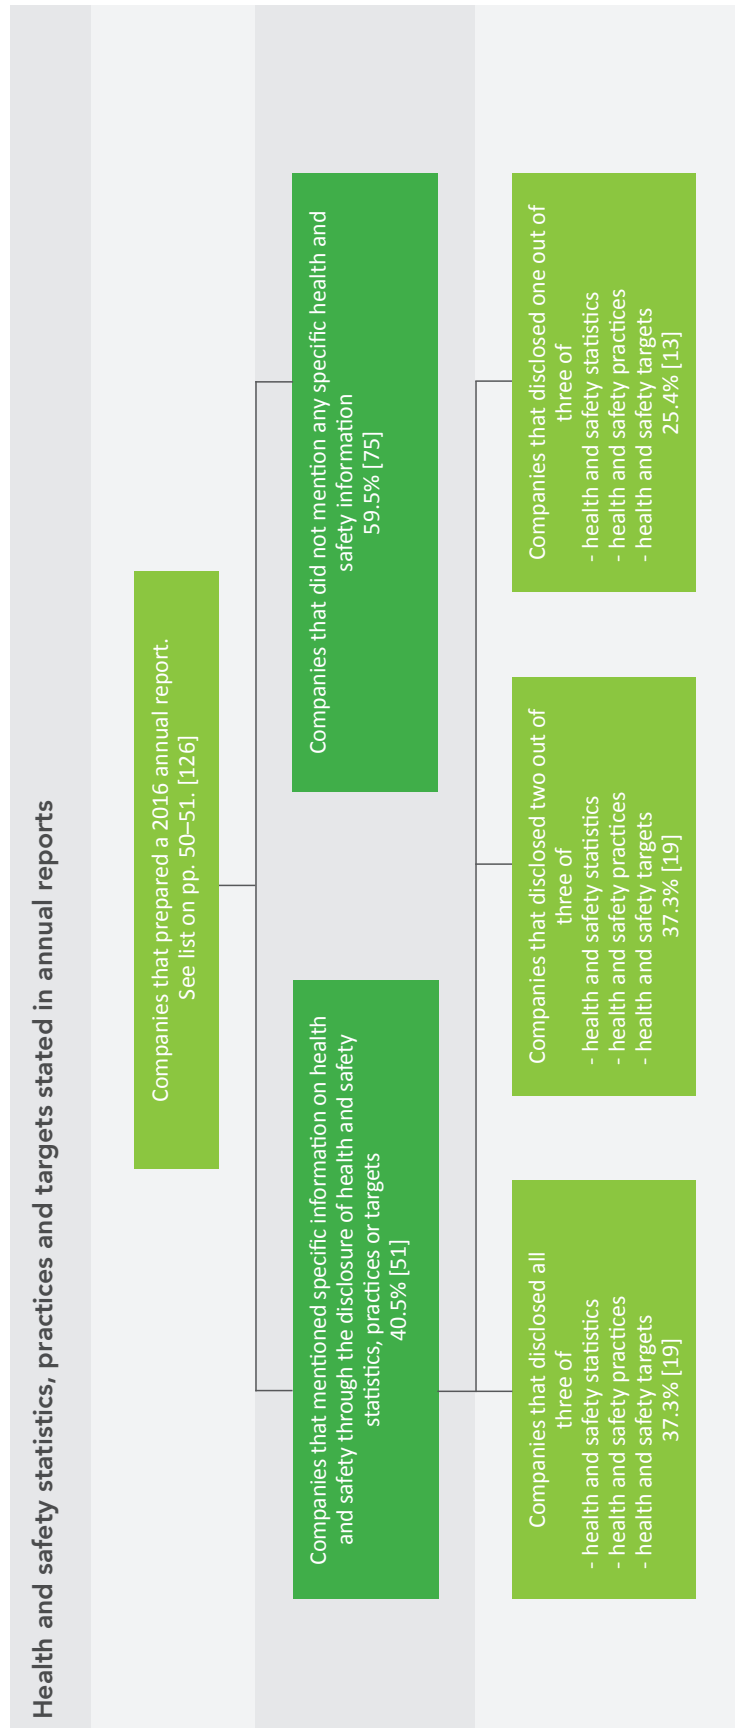 Health and safety statistics, practices and targets stated in annual reports
Companies that prepared a 2016 annual report.
See list on pp. 50–51. [126]
Companies that mentioned specific information on health
and safety through the disclosure of health and safety
statistics, practices or targets
40.5% [51]
Companies that did not mention any specific health and
safety information
59.5% [75]
Companies that disclosed all
three of
- health and safety statistics
- health and safety practices
- health and safety targets
37.3% [19]
Companies that disclosed two out of
three of
- health and safety statistics
- health and safety practices
- health and safety targets
37.3% [19]
Companies that disclosed one out of
three of
- health and safety statistics
- health and safety practices
- health and safety targets
25.4% [13]